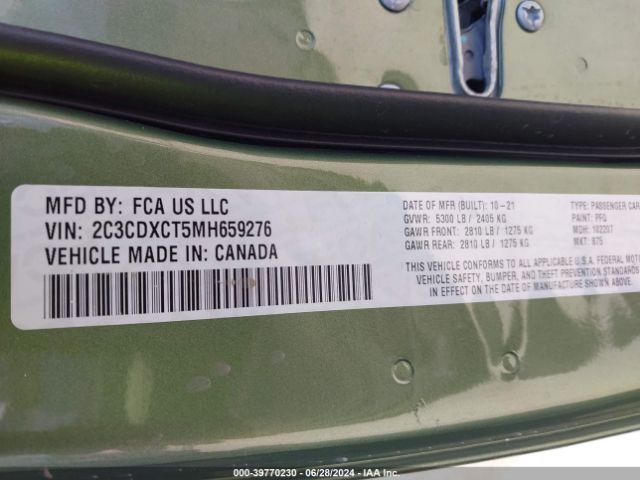 MFD BY: FCA US LLC
VIN: 2C3CDXCT5MH659276
VEHICLE MADE IN: CANADA
DATE OF MFR (BUILT): 10-21
GVWR: 5300 LB / 2405 KG
GAWR FRONT: 2810 LB / 1275 KG
GAWR REAR: 2810 LB / 1275 KG
TYPE: PASSENGER CAR
PAINT: PFQ
MDH: 102207
MKT: 875
THIS VEHICLE CONFORMS TO ALL APPLICABLE U.S.A. FEDERAL MOTOR
VEHICLE SAFETY, BUMPER, AND THEFT PREVENTION STANDARDS
IN EFFECT ON THE DATE OF MANUFACTURE SHOWN ABOVE.
© Stock#: 39770230 / 06/28/2024 / IAA Inc.